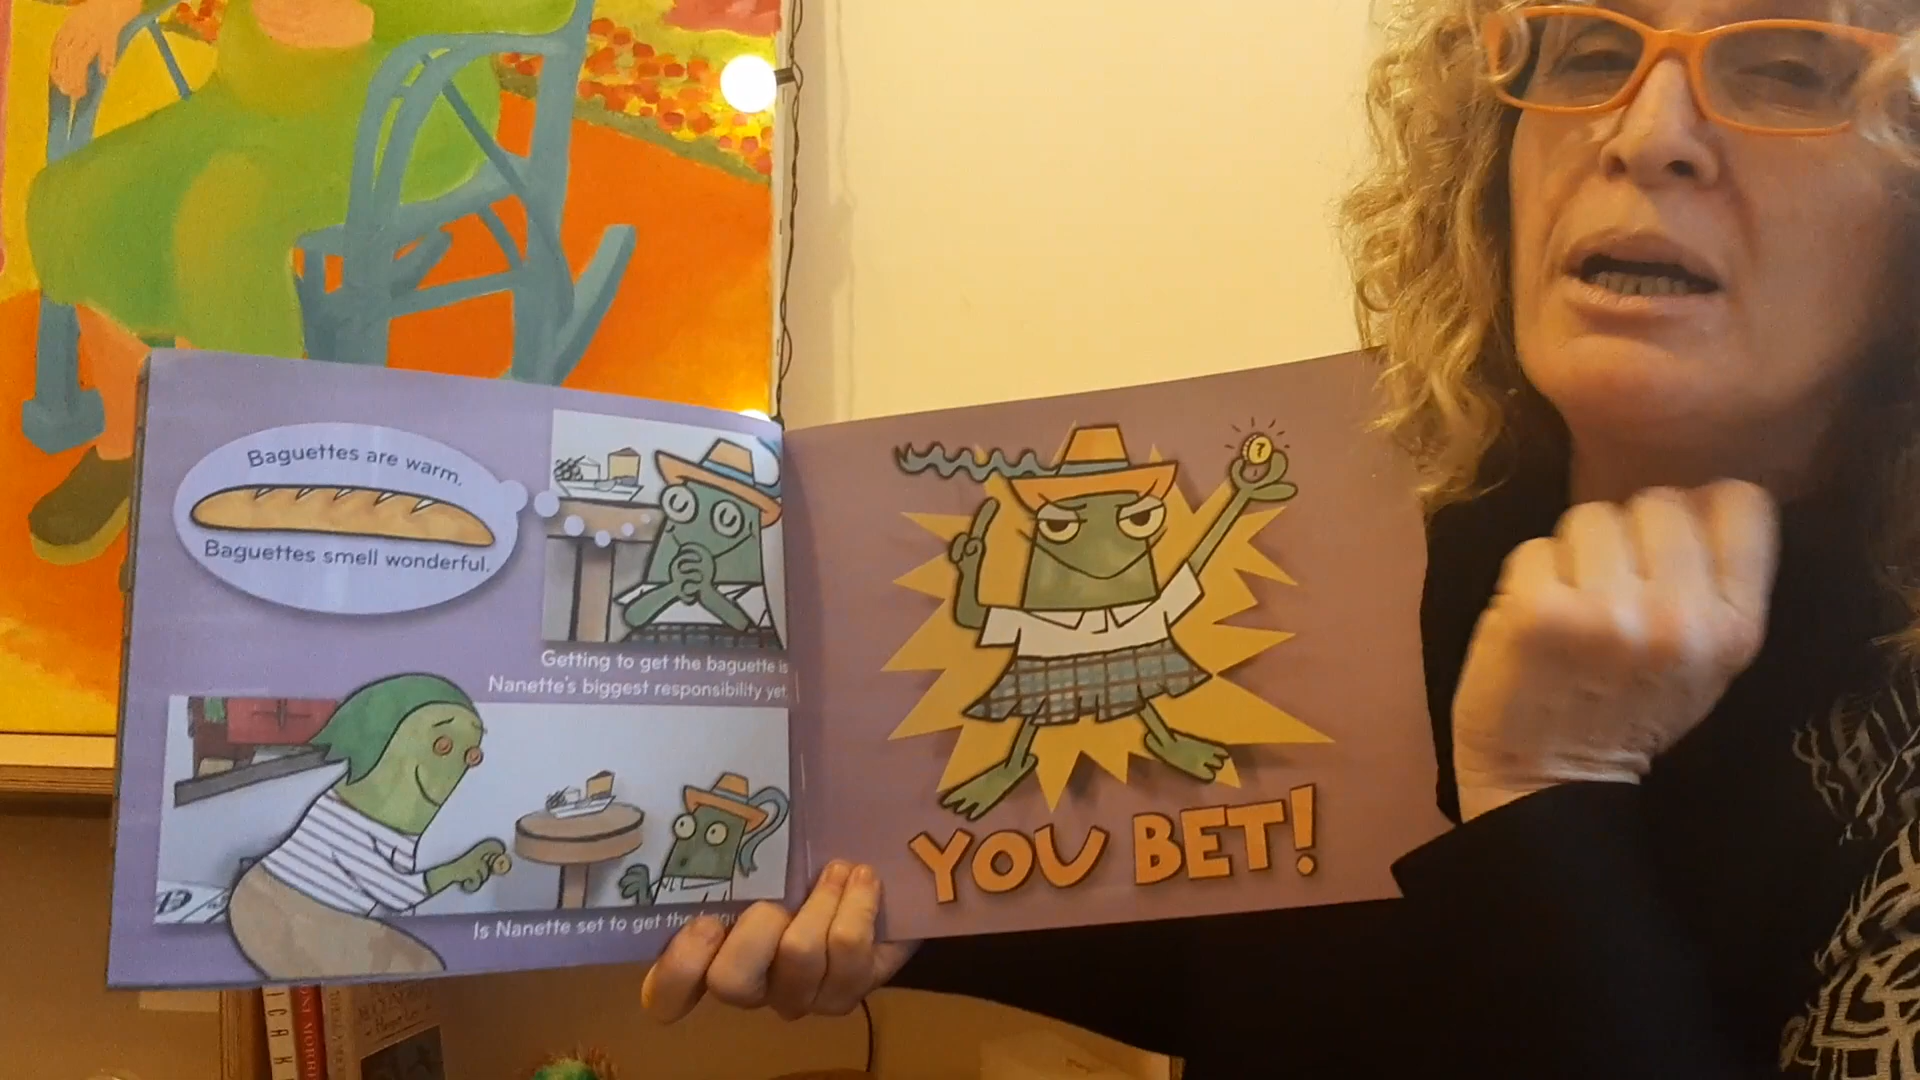 Baguettes are warm.
Baguettes smell wonderful.
Getting to get the baguette is
Nanette's biggest responsibility yet.
Is Nanette set to get the
YOU BET!